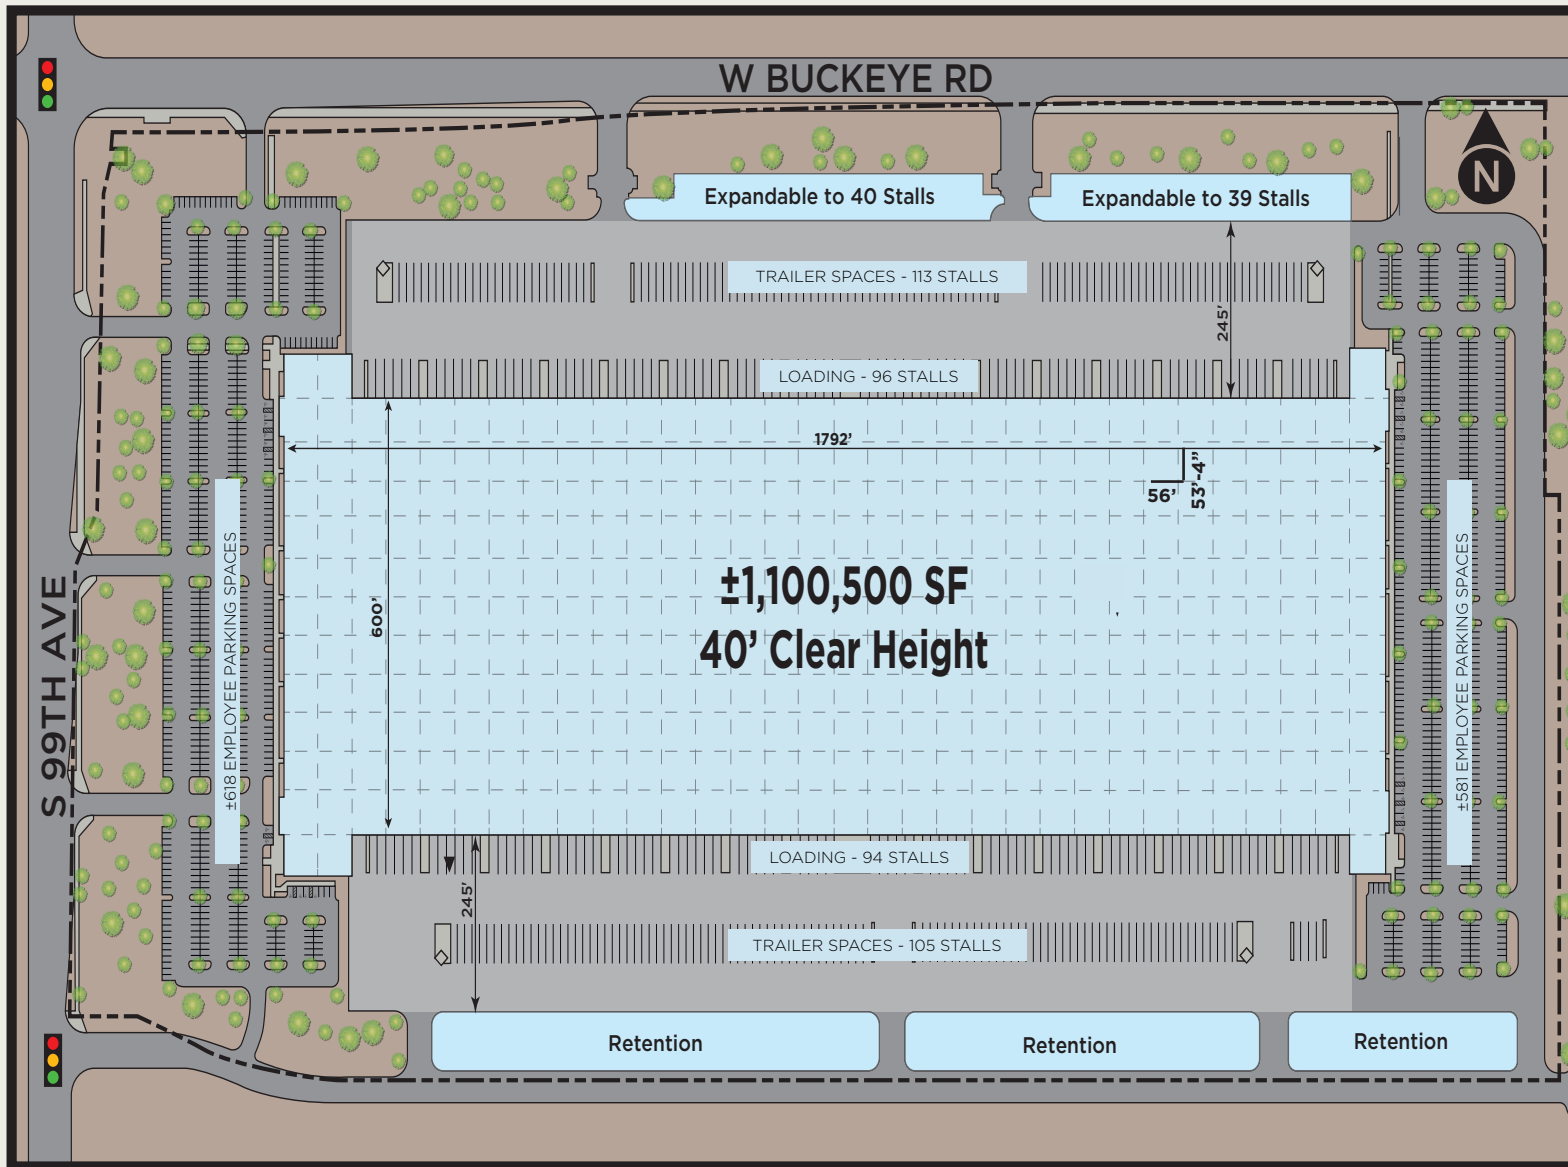 W BUCKEYE RD
N
Expandable to 40 Stalls
Expandable to 39 Stalls
TRAILER SPACES - 113 STALLS
245'
LOADING - 96 STALLS
1792'
56'
53'-4"
600'
±1,100,500 SF
40' Clear Height
S 99TH AVE
±618 EMPLOYEE PARKING SPACES
±581 EMPLOYEE PARKING SPACES
LOADING - 94 STALLS
245'
TRAILER SPACES - 105 STALLS
Retention
Retention
Retention